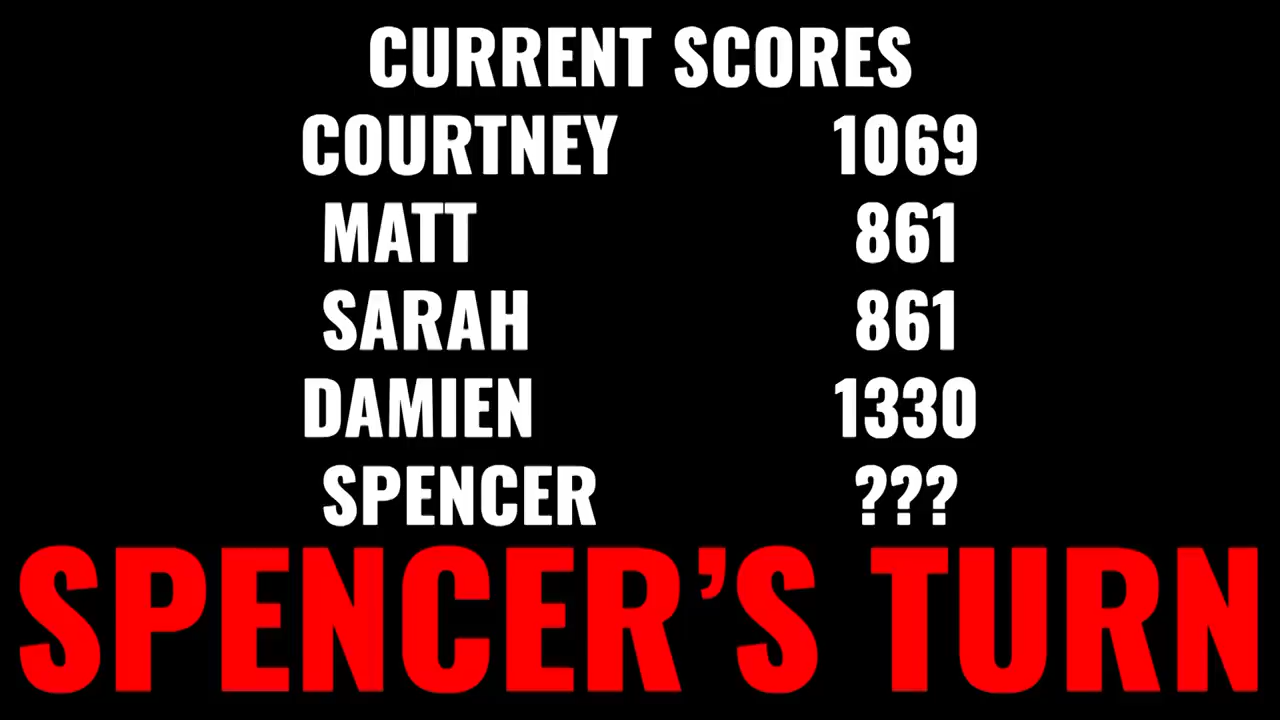 CURRENT SCORES
COURTNEY 1069
MATT 861
SARAH 861
DAMIEN 1330
SPENCER ???
SPENCER’S TURN